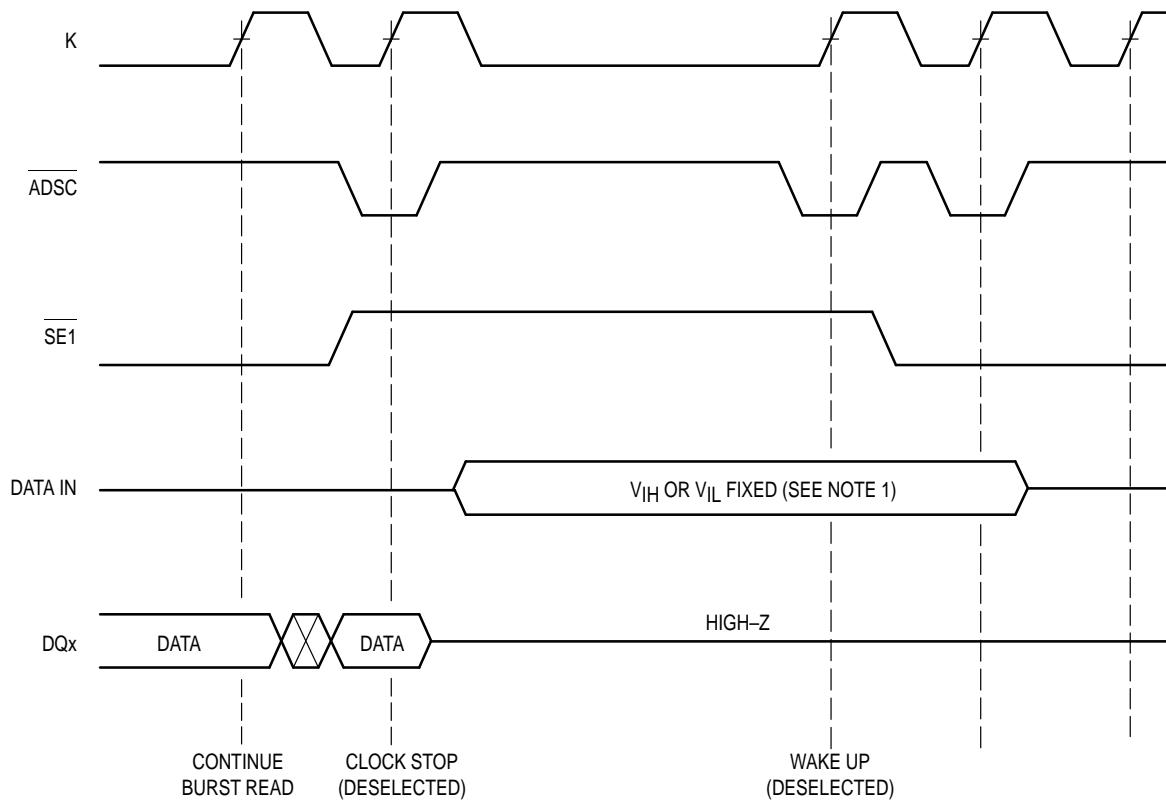 K
ADSC
SE1
DATA IN
VIH OR VIL FIXED (SEE NOTE 1)
DQx
DATA
DATA
HIGH–Z
CONTINUE
BURST READ
CLOCK STOP
(DESELECTED)
WAKE UP
(DESELECTED)